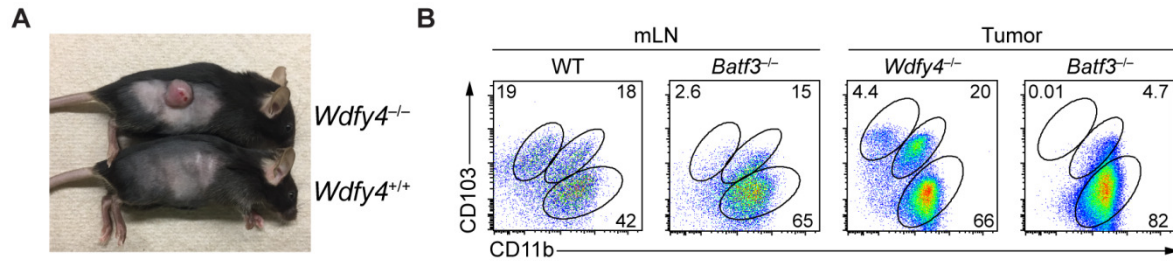 A
Wdfy4–/–
Wdfy4+/+
B
mLN
Tumor
WT
Batf3–/–
Wdfy4–/–
Batf3–/–
19 18
2.6 15
4.4 20
0.01 4.7
42
65
66
82
CD103
CD11b